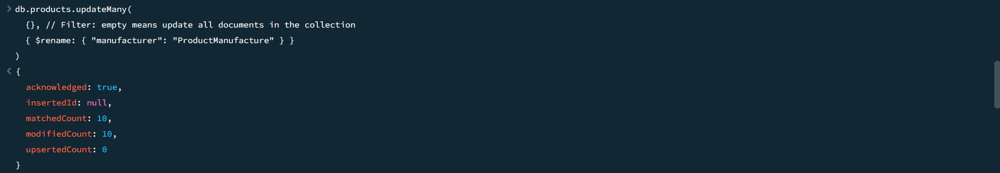 > db.products.updateMany(
{}, // Filter: empty means update all documents in the collection
{ $rename: { "manufacturer": "ProductManufacture" } }
)
< {
acknowledged: true,
insertedId: null,
matchedCount: 10,
modifiedCount: 10,
upsertedCount: 0
}